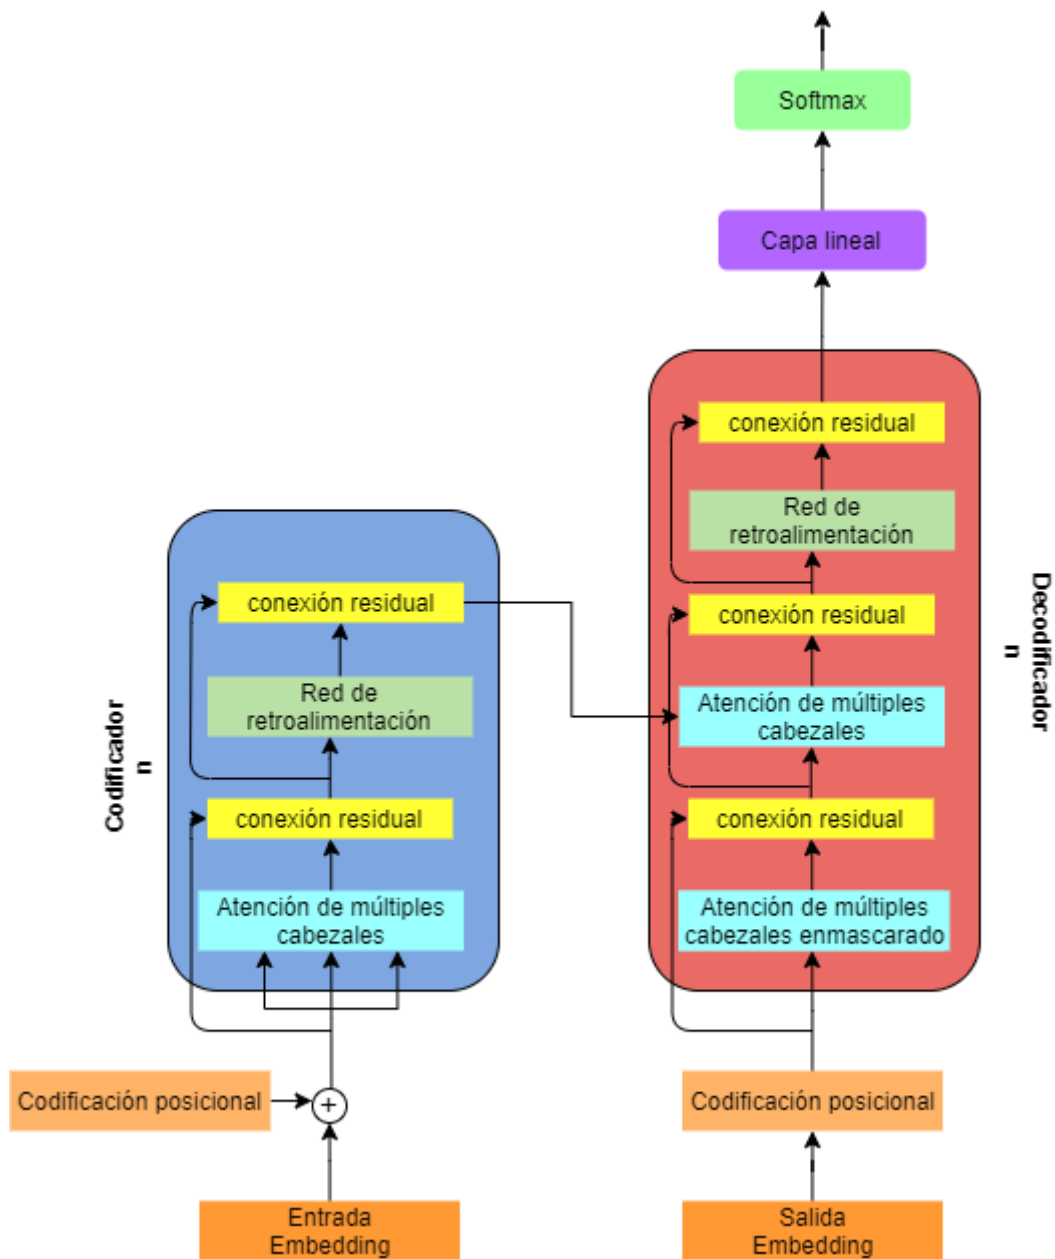 Softmax
Capa lineal
conexión residual
Red de
retroalimentación
conexión residual
Atención de múltiples
cabezales
conexión residual
Atención de múltiples
cabezales enmascarado
Decodificador
n
conexión residual
Red de
retroalimentación
conexión residual
Atención de múltiples
cabezales
Codificador
n
Codificación posicional
+
Codificación posicional
Entrada
Embedding
Salida
Embedding